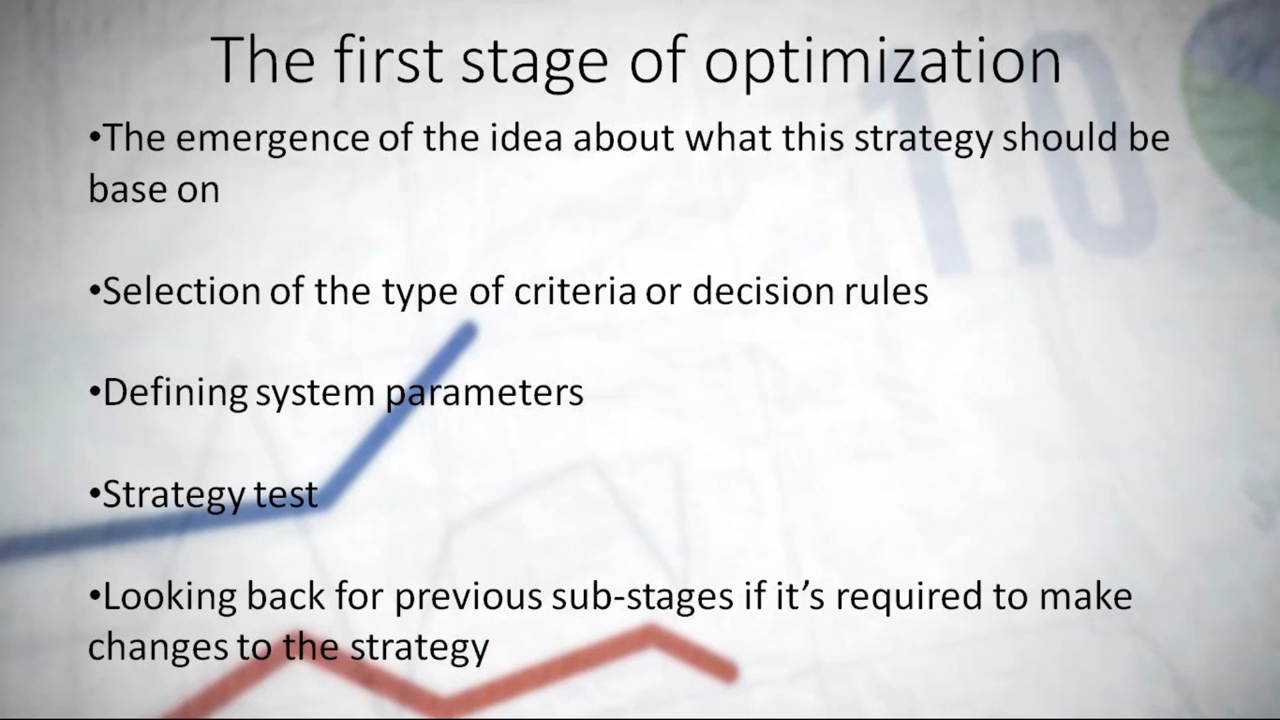 The first stage of optimization
•The emergence of the idea about what this strategy should be
base on
•Selection of the type of criteria or decision rules
•Defining system parameters
•Strategy test
•Looking back for previous sub-stages if it’s required to make
changes to the strategy
1.0